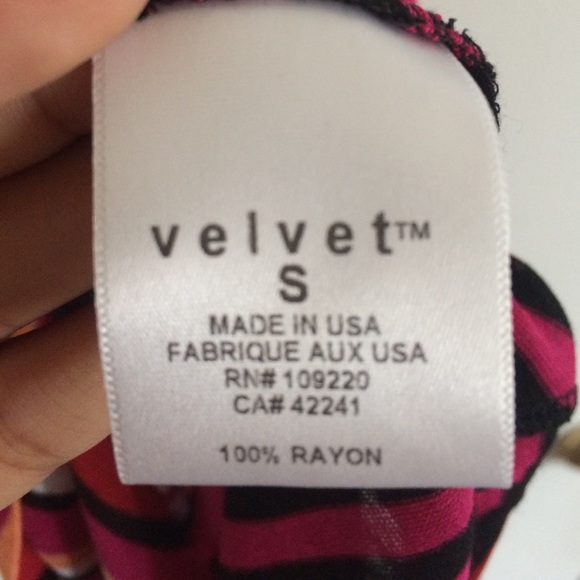 velvet™
S
MADE IN USA
FABRIQUE AUX USA
RN# 109220
CA# 42241
100% RAYON